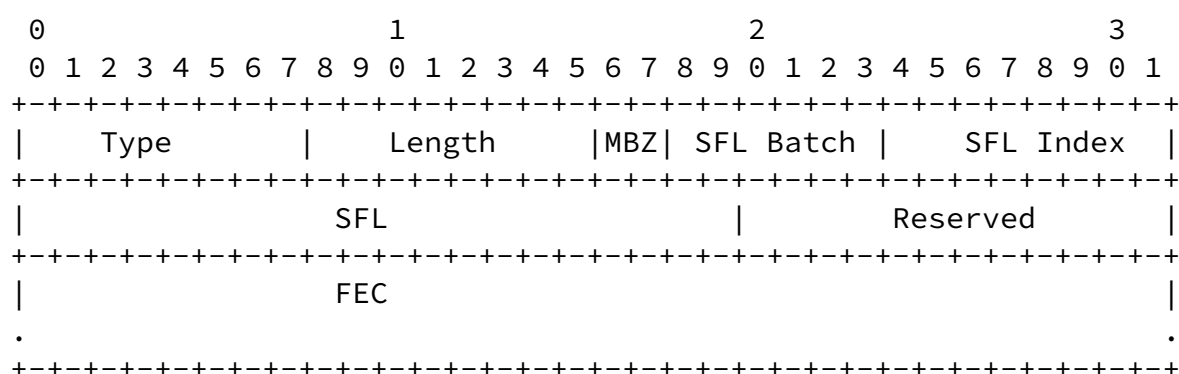 0                   1                   2                   3
 0 1 2 3 4 5 6 7 8 9 0 1 2 3 4 5 6 7 8 9 0 1 2 3 4 5 6 7 8 9 0 1
+-+-+-+-+-+-+-+-+-+-+-+-+-+-+-+-+-+-+-+-+-+-+-+-+-+-+-+-+-+-+-+-+
|    Type       |    Length     |MBZ| SFL Batch |    SFL Index  |
+-+-+-+-+-+-+-+-+-+-+-+-+-+-+-+-+-+-+-+-+-+-+-+-+-+-+-+-+-+-+-+-+
|                 SFL                   |        Reserved       |
+-+-+-+-+-+-+-+-+-+-+-+-+-+-+-+-+-+-+-+-+-+-+-+-+-+-+-+-+-+-+-+-+
|                 FEC                                           |
.                                                               .
+-+-+-+-+-+-+-+-+-+-+-+-+-+-+-+-+-+-+-+-+-+-+-+-+-+-+-+-+-+-+-+-+